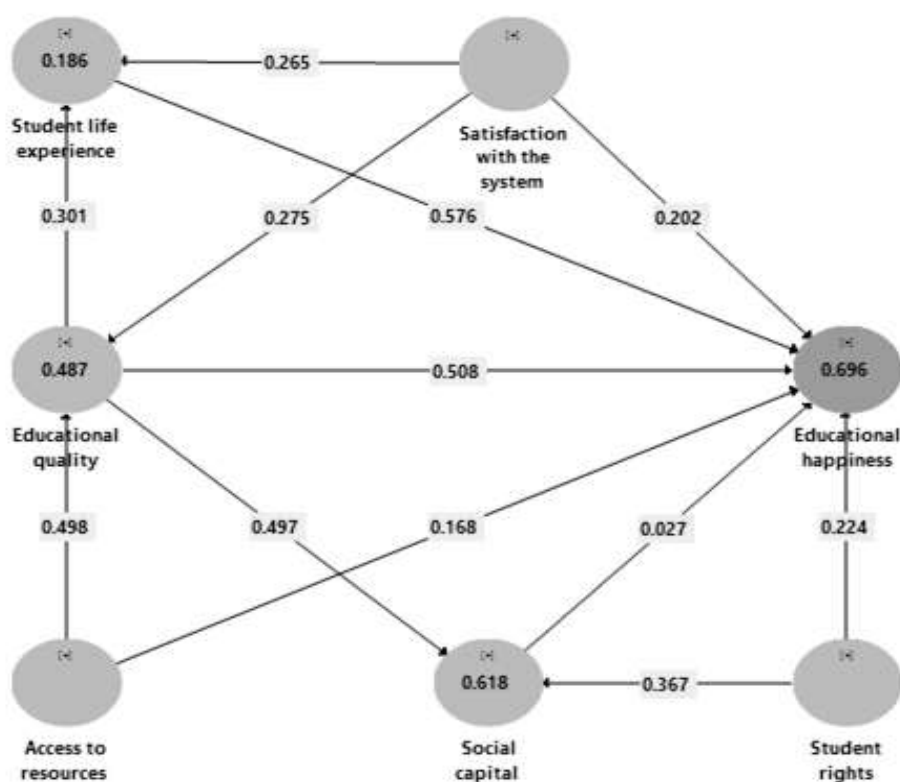 [+]
[+]
0.186
0.265
Student life
experience
Satisfaction
with the
system
0.301
0.275
0.576
0.202
[+]
[+]
0.487
0.508
0.696
Educational
quality
Educational
happiness
0.498
0.497
0.168
0.027
0.224
[+]
[+]
[+]
0.618
0.367
Access to
resources
Social
capital
Student
rights